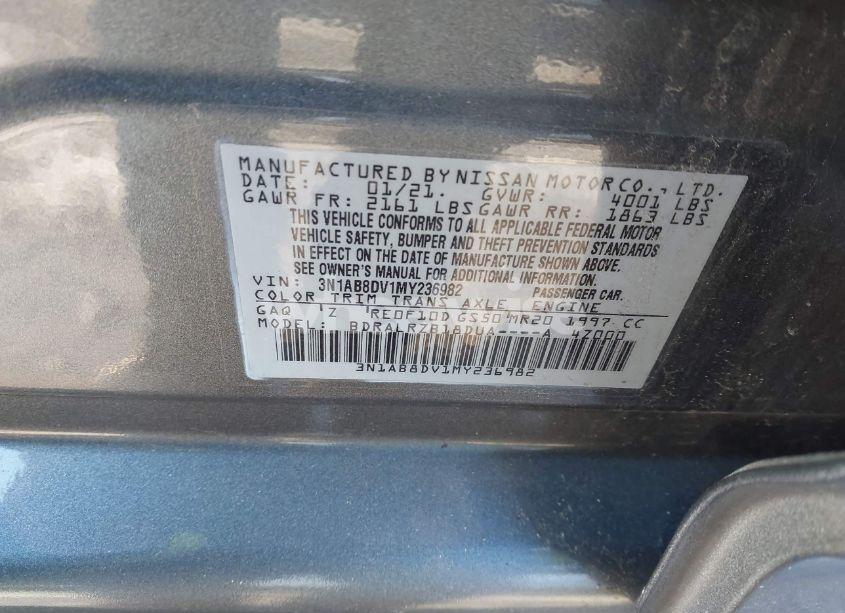 MANUFACTURED BY NISSAN MOTOR CO., LTD.
DATE: 01/21. GVWR: 4001 LBS
GAWR FR: 2161 LBS GAWR RR: 1863 LBS
THIS VEHICLE CONFORMS TO ALL APPLICABLE FEDERAL MOTOR
VEHICLE SAFETY, BUMPER AND THEFT PREVENTION STANDARDS
IN EFFECT ON THE DATE OF MANUFACTURE SHOWN ABOVE.
SEE OWNER'S MANUAL FOR ADDITIONAL INFORMATION.
VIN: 3N1AB8DV1MY236982 PASSENGER CAR.
COLOR TRIM TRANS AXLE ENGINE
GAQ Z RE0F10D GS50 MR20 1997 CC
MODEL: BDRALRZB18DUA----A 4Z000
3N1AB8DV1MY236982